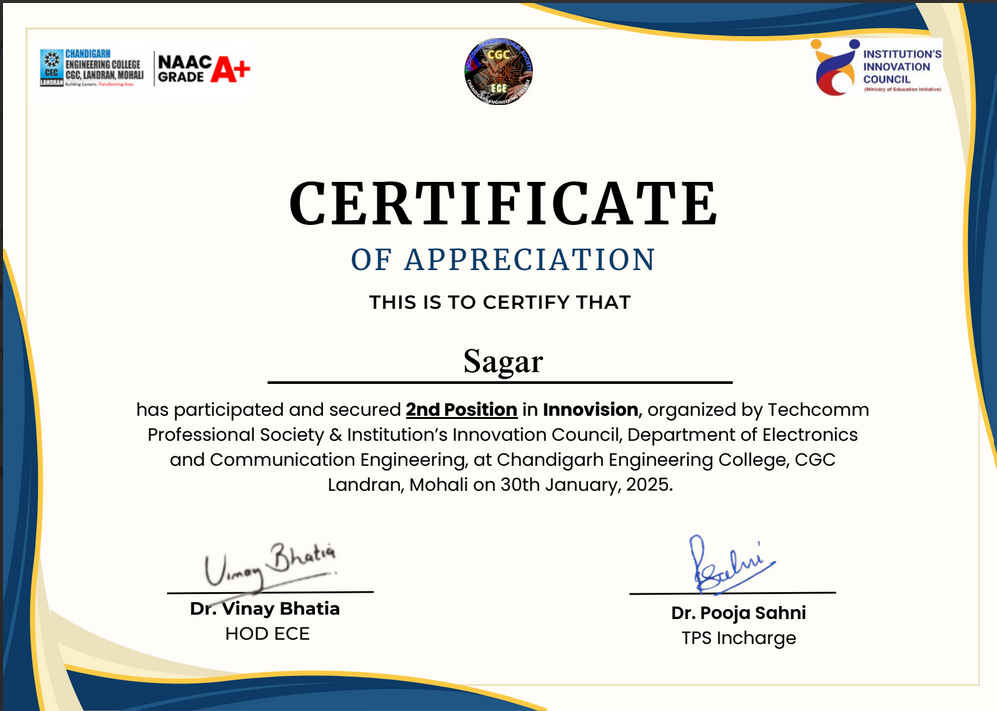 CHANDIGARH
ENGINEERING COLLEGE
CGC, LANDRAN, MOHALI
CEC
LANDRAN
Building Careers. Transforming lives.
NAAC
GRADE A+
CGC
ECE
INSTITUTION'S
INNOVATION
COUNCIL
(Ministry of Education Initiative)
CERTIFICATE
OF APPRECIATION
THIS IS TO CERTIFY THAT
Sagar
has participated and secured 2nd Position in Innovision, organized by Techcomm
Professional Society & Institution's Innovation Council, Department of Electronics
and Communication Engineering, at Chandigarh Engineering College, CGC
Landran, Mohali on 30th January, 2025.
Vinay Bhatia
Dr. Vinay Bhatia
HOD ECE
PSahni
Dr. Pooja Sahni
TPS Incharge